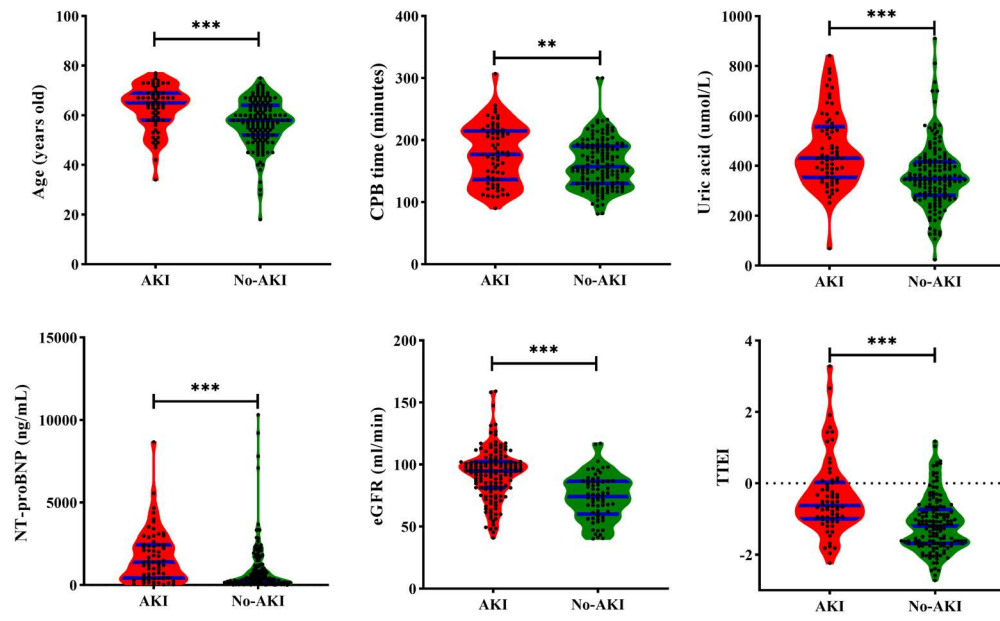 Age (years old)
100
80
60
40
20
0
***
AKI
No-AKI
CPB time (minutes)
400
300
200
100
0
**
AKI
No-AKI
Uric acid (umol/L)
1000
800
600
400
200
0
***
AKI
No-AKI
NT-proBNP (ng/mL)
15000
10000
5000
0
***
AKI
No-AKI
eGFR (ml/min)
200
150
100
50
0
***
AKI
No-AKI
TTEI
4
2
0
-2
***
AKI
No-AKI